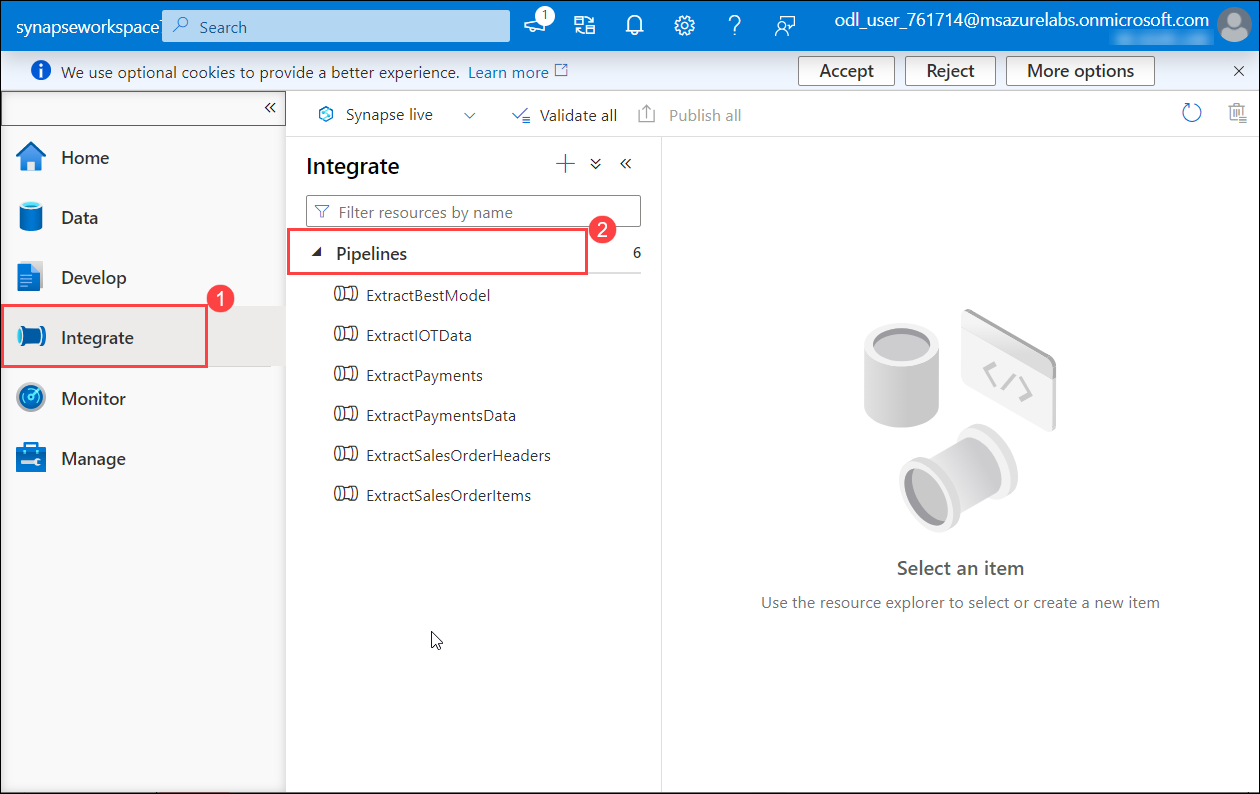 synapseworkspace
Search
1
odl_user_761714@msazurelabs.onmicrosoft.com
We use optional cookies to provide a better experience. Learn more
Accept
Reject
More options
Synapse live
Validate all
Publish all
Home
Data
Develop
Integrate
1
Monitor
Manage
Integrate
Filter resources by name
2
Pipelines
6
ExtractBestModel
ExtractIOTData
ExtractPayments
ExtractPaymentsData
ExtractSalesOrderHeaders
ExtractSalesOrderItems
Select an item
Use the resource explorer to select or create a new item